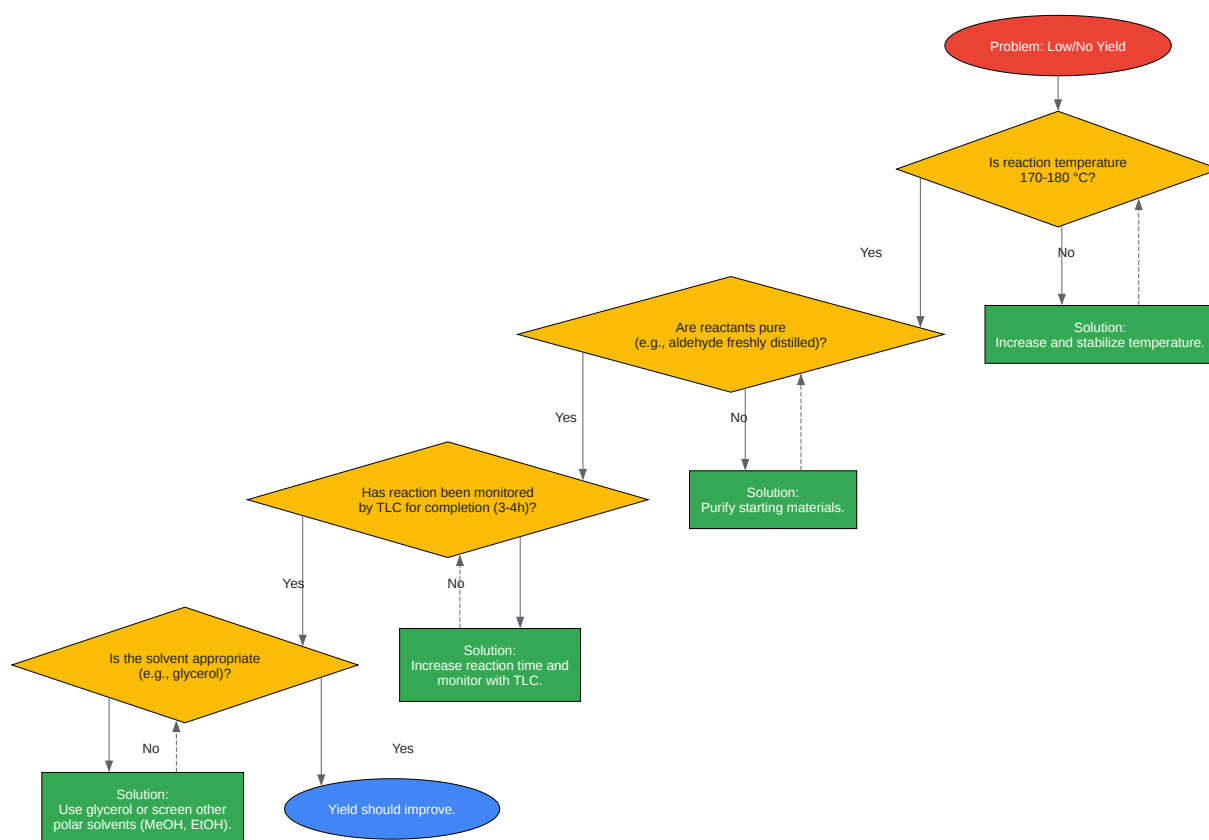 Problem: Low/No Yield
Is reaction temperature
170-180 °C?
Yes
No
Solution:
Increase and stabilize temperature.
Are reactants pure
(e.g., aldehyde freshly distilled)?
Yes
No
Solution:
Purify starting materials.
Has reaction been monitored
by TLC for completion (3-4h)?
Yes
No
Solution:
Increase reaction time and
monitor with TLC.
Is the solvent appropriate
(e.g., glycerol)?
No
Yes
Solution:
Use glycerol or screen other
polar solvents (MeOH, EtOH).
Yield should improve.